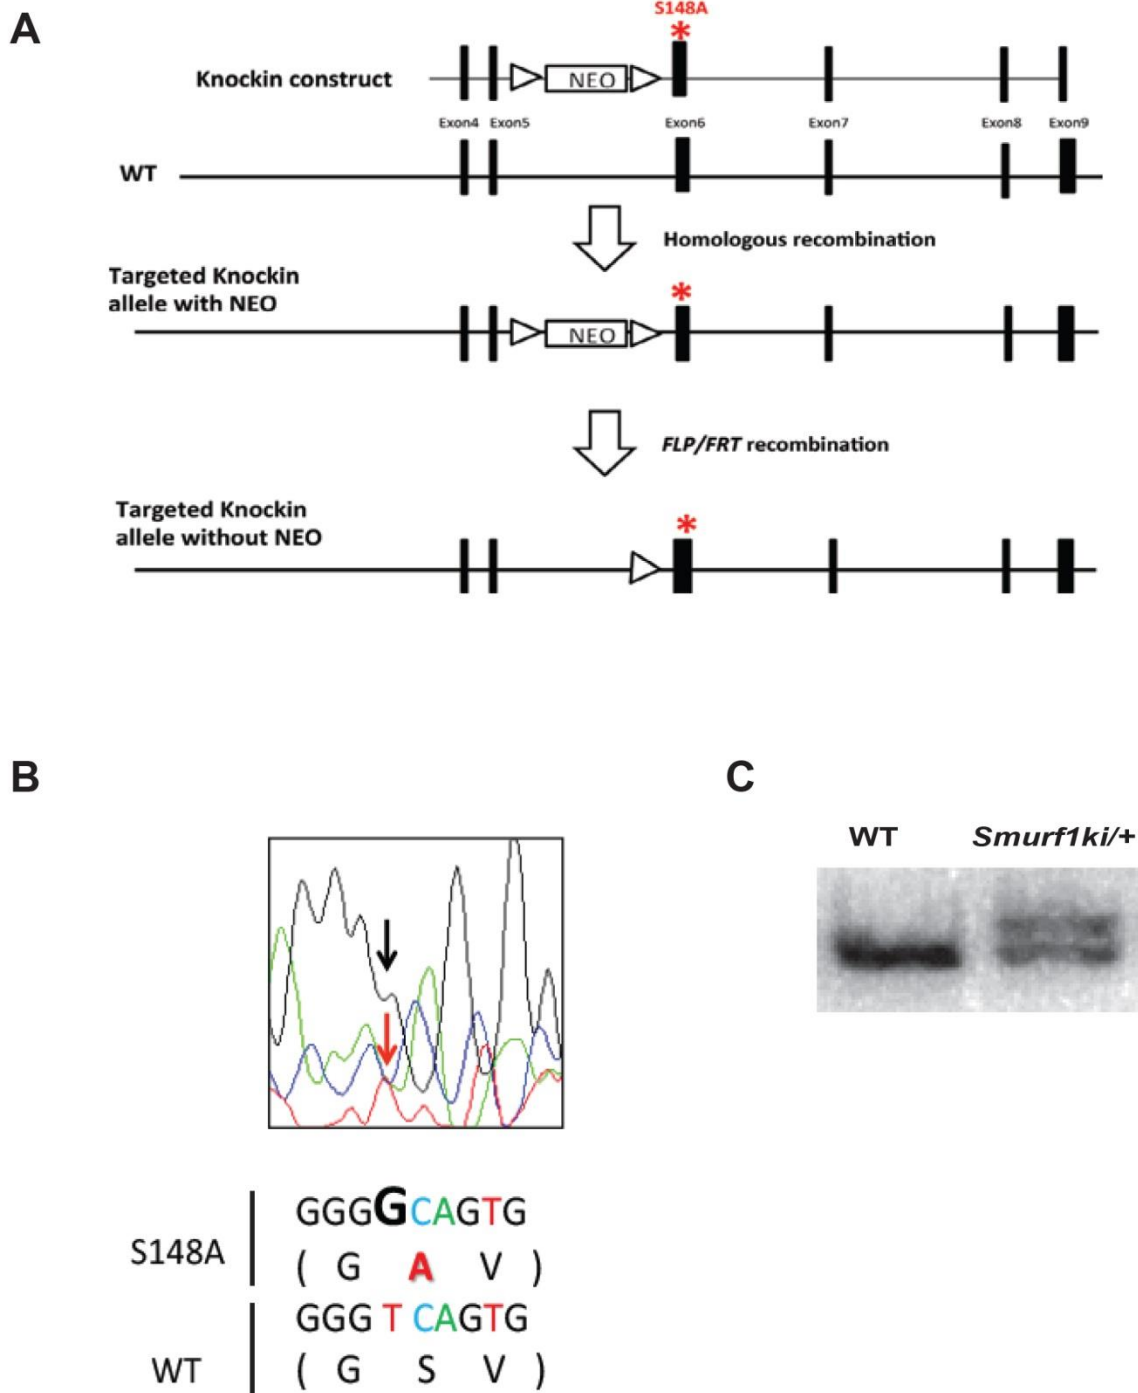 A
S148A
*
Knockin construct
NEO
Exon4 Exon5 Exon6 Exon7 Exon8 Exon9
WT
Homologous recombination
Targeted Knockin
allele with NEO
*
NEO
FLP/FRT recombination
Targeted Knockin
allele without NEO
*
B
C
WT Smurf1ki/+
S148A
GGGGCAGTG
( G A V )
WT
GGGTCAGTG
( G S V )